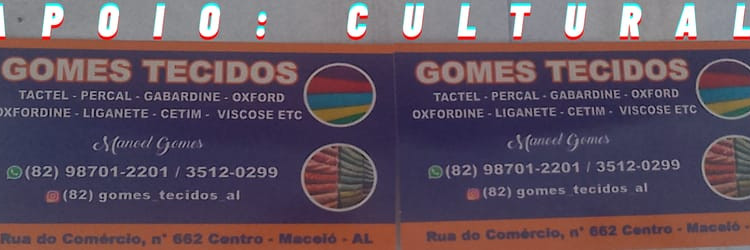 APOIO: CULTURAL
GOMES TECIDOS
TACTEL - PERCAL - GABARDINE - OXFORD
OXFORDINE - LIGANETE - CETIM - VISCOSE ETC
Manoel Gomes
(82) 98701-2201 / 3512-0299
(82) gomes_tecidos_al
Rua do Comércio, n° 662 Centro - Maceió - AL
GOMES TECIDOS
TACTEL - PERCAL - GABARDINE - OXFORD
OXFORDINE - LIGANETE - CETIM - VISCOSE ETC
Manoel Gomes
(82) 98701-2201 / 3512-0299
(82) gomes_tecidos_al
Rua do Comércio, n° 662 Centro - Maceió